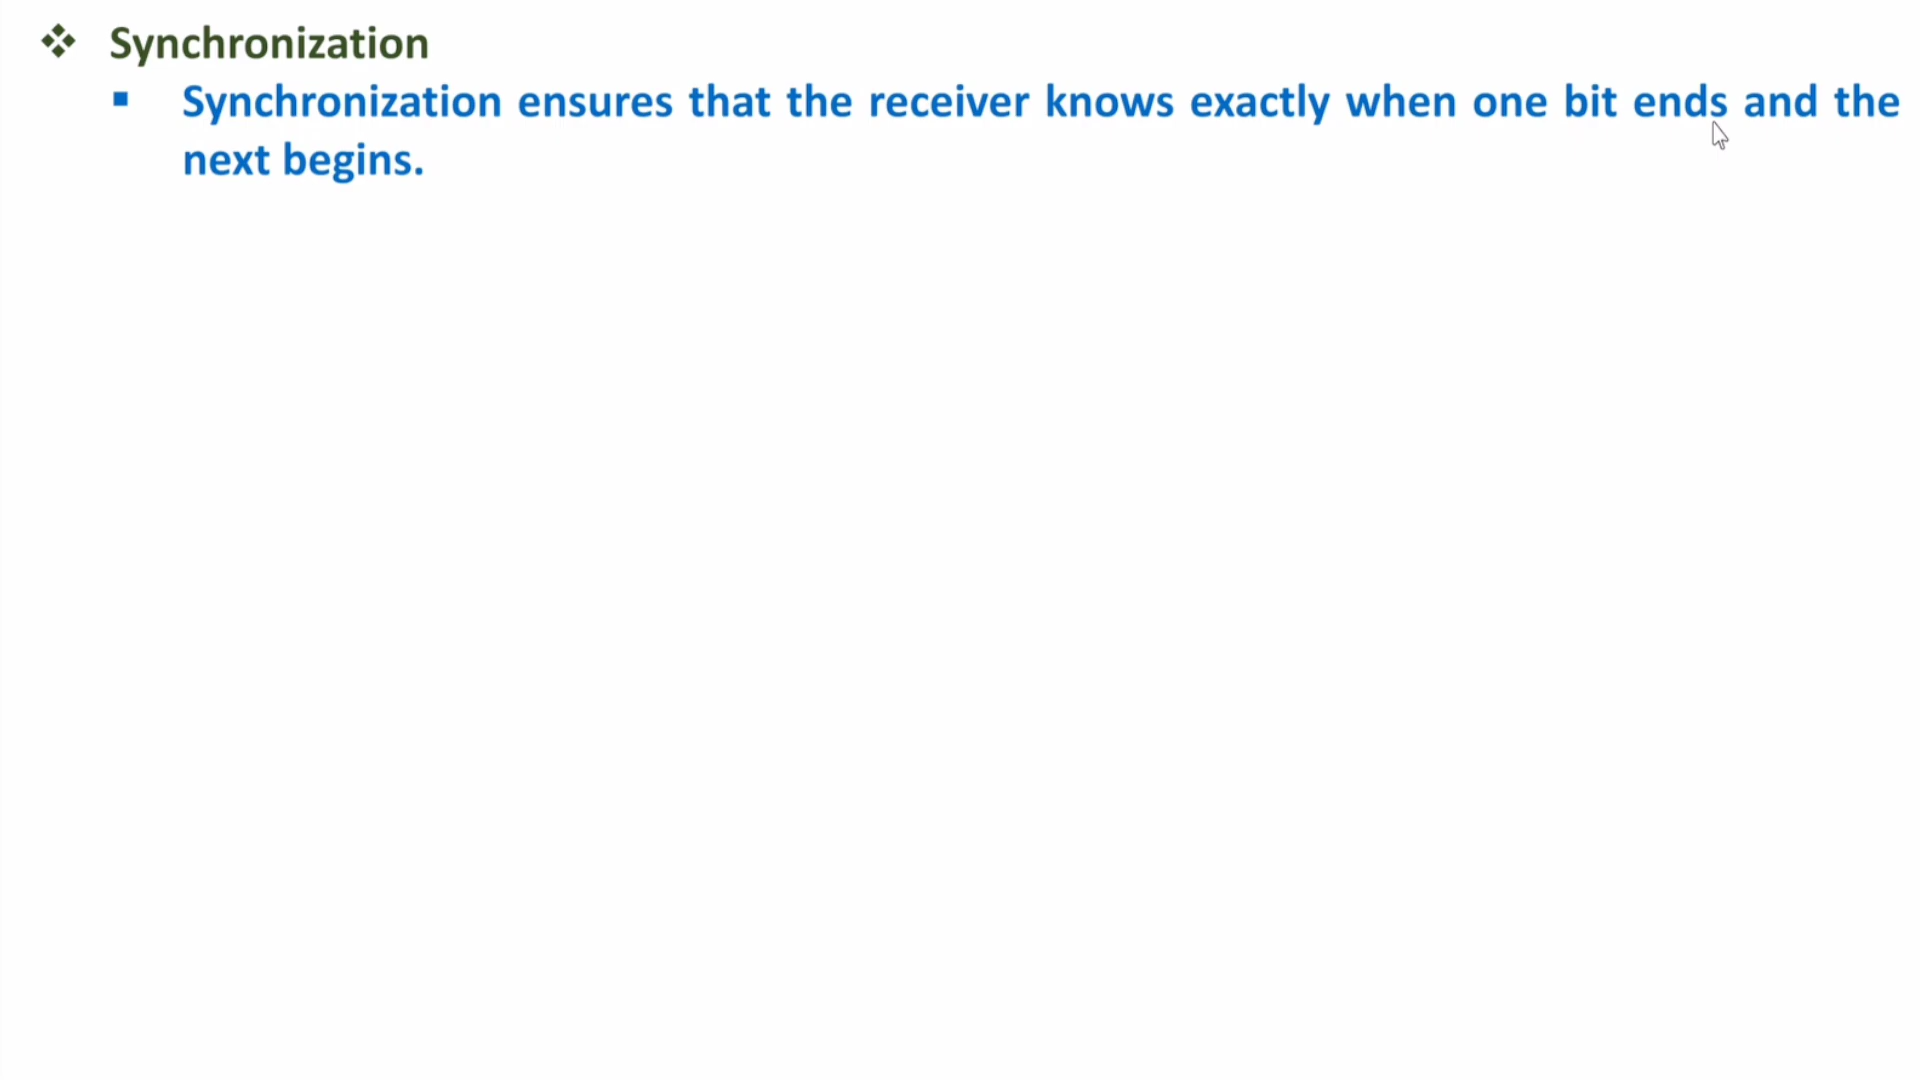 Synchronization
Synchronization ensures that the receiver knows exactly when one bit ends and the
next begins.